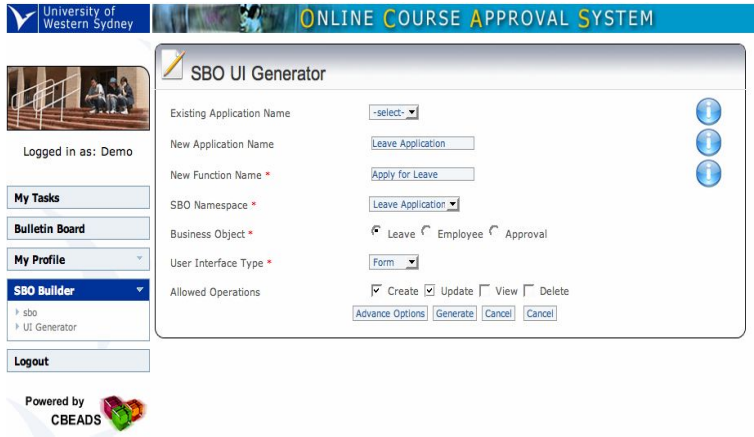 University of
Western Sydney
ONLINE COURSE APPROVAL SYSTEM
SBO UI Generator
Existing Application Name -select-
New Application Name Leave Application
Logged in as: Demo
New Function Name * Apply for Leave
My Tasks
SBO Namespace * Leave Application
Bulletin Board
Business Object * Leave Employee Approval
My Profile
User Interface Type * Form
SBO Builder
Allowed Operations Create Update View Delete
sbo
Advance Options Generate Cancel Cancel
UI Generator
Logout
Powered by
CBEADS